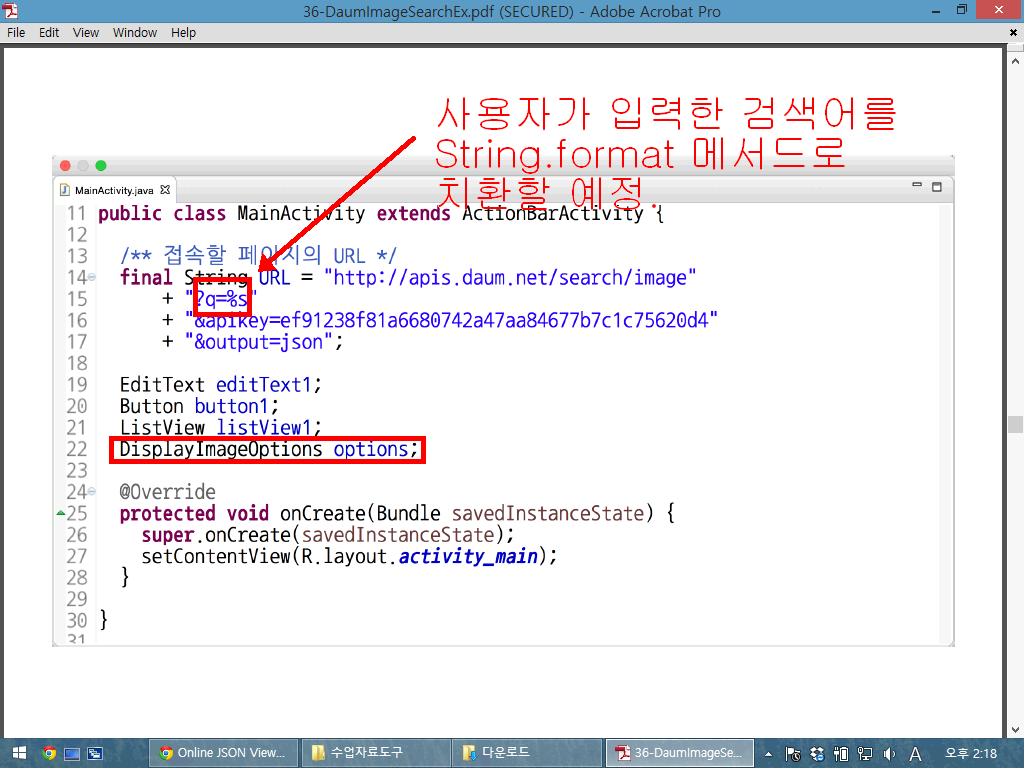 36-DaumImageSearchEx.pdf (SECURED) - Adobe Acrobat Pro
File Edit View Window Help
사용자가 입력한 검색어를
String.format 메서드로
치환할 예정.
MainActivity.java
11 public class MainActivity extends ActionBarActivity {
12
13 /** 접속할 페이지의 URL */
14 final String URL = "http://apis.daum.net/search/image"
15 + "?q=%s"
16 + "&apikey=ef91238f81a6680742a47aa84677b7c1c75620d4"
17 + "&output=json";
18
19 EditText editText1;
20 Button button1;
21 ListView listView1;
22 DisplayImageOptions options;
23
24 @Override
25 protected void onCreate(Bundle savedInstanceState) {
26 super.onCreate(savedInstanceState);
27 setContentView(R.layout.activity_main);
28 }
29
30 }
31
Online JSON View... 수업자료도구 다운로드 36-DaumImageSe... A 오후 2:18